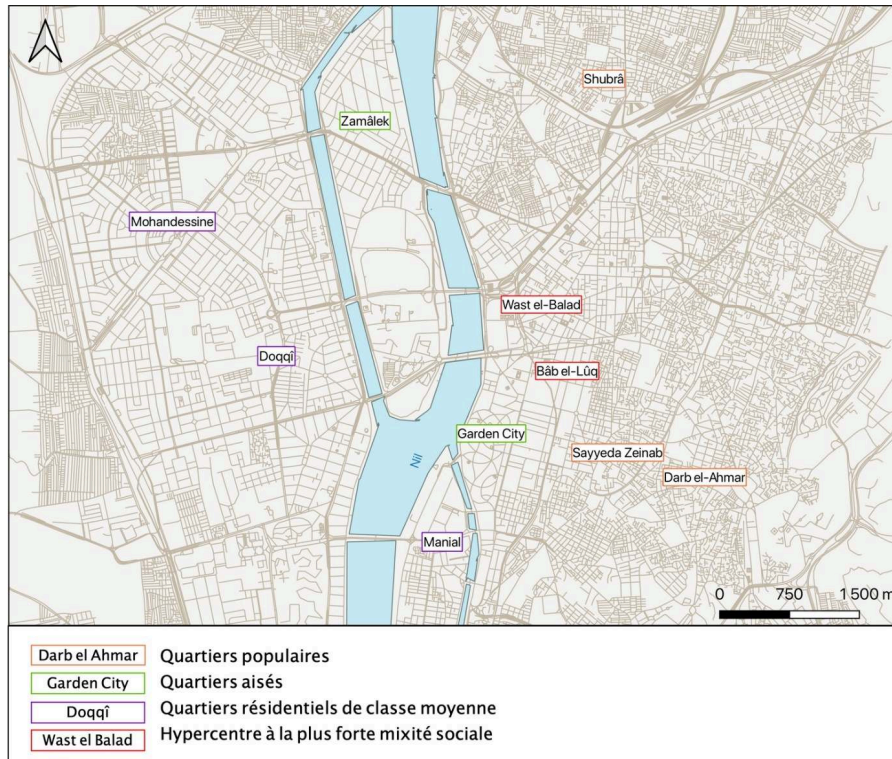 Shubrâ
Zamâlek
Mohandessine
Wast el-Balad
Doqqî
Bâb el-Lûq
Garden City
Sayyeda Zeinab
Nil
Darb el-Ahmar
Manial
0 750 1 500 m
Darb el Ahmar Quartiers populaires
Garden City Quartiers aisés
Doqqî Quartiers résidentiels de classe moyenne
Wast el Balad Hypercentre à la plus forte mixité sociale